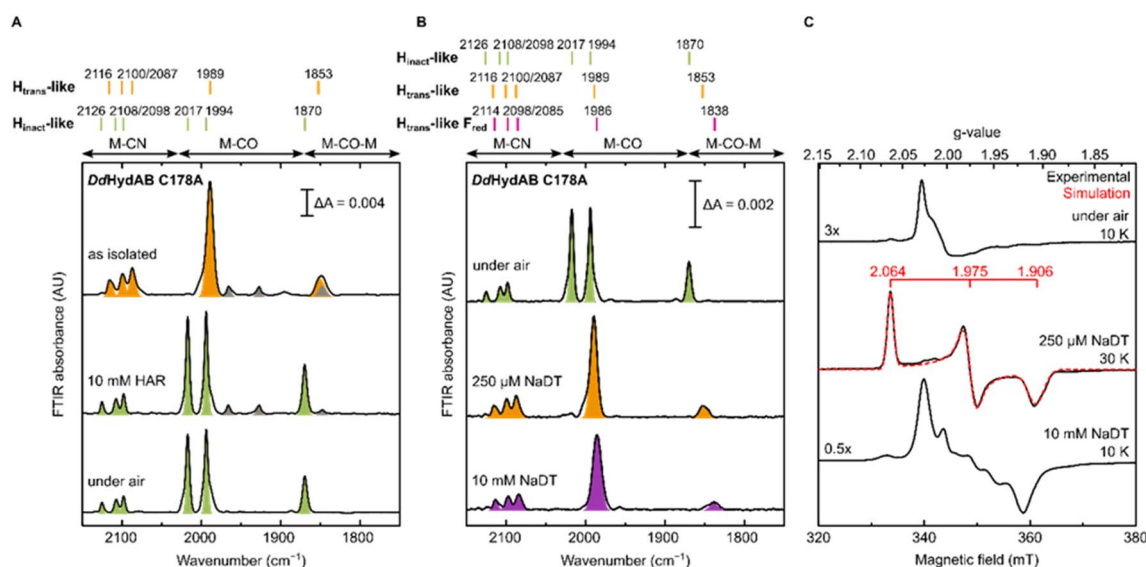 A
2116 2100/2087 1989 1853
Htrans-like
2126 2108/2098 2017 1994 1870
Hinact-like
M-CN M-CO M-CO-M
DdHydAB C178A
ΔA = 0.004
as isolated
10 mM HAR
under air
FTIR absorbance (AU)
2100 2000 1900 1800
Wavenumber (cm⁻¹)
B
2126 2108/2098 2017 1994 1870
Hinact-like
2116 2100/2087 1989 1853
Htrans-like
2114 2098/2085 1986 1838
Htrans-like Fred
M-CN M-CO M-CO-M
DdHydAB C178A
ΔA = 0.002
under air
250 µM NaDT
10 mM NaDT
FTIR absorbance (AU)
2100 2000 1900 1800
Wavenumber (cm⁻¹)
C
g-value
2.15 2.10 2.05 2.00 1.95 1.90 1.85
Experimental
Simulation
under air
3x 10 K
2.064 1.975 1.906
250 µM NaDT
30 K
10 mM NaDT
0.5x 10 K
320 340 360 380
Magnetic field (mT)